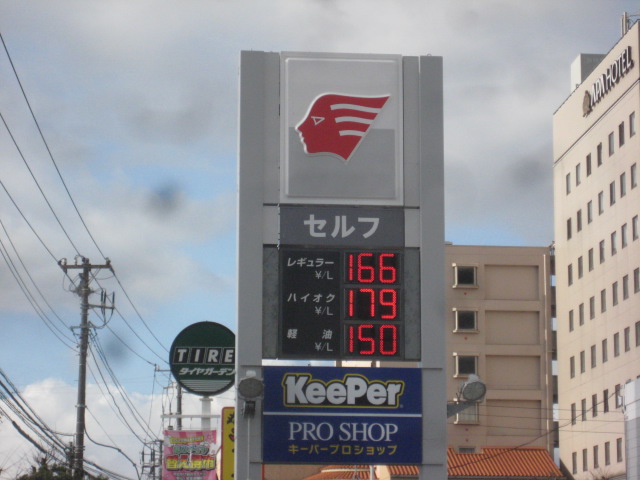 APA HOTEL
セルフ
レギュラー 166
¥/L
ハイオク 179
¥/L
軽油 150
¥/L
TIRE
タイヤガーデン
KeePer
PRO SHOP
キーパープロショップ